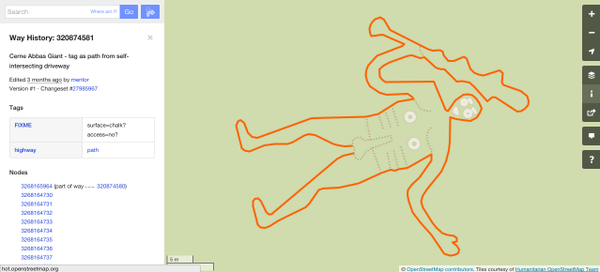 Search
Where am I?
Go
Way History: 320874581
×
Cerne Abbas Giant - tag as path from self-
intersecting driveway
Edited 3 months ago by mentor
Version #1 · Changeset #27985967
Tags
FIXME
surface=chalk?
access=no?
highway
path
Nodes
3268165964 (part of way 320874580)
3268164730
3268164731
3268164732
3268164733
3268164734
3268164735
3268164736
3268164737
hot.openstreetmap.org
5 m
© OpenStreetMap contributors. Tiles courtesy of Humanitarian OpenStreetMap Team